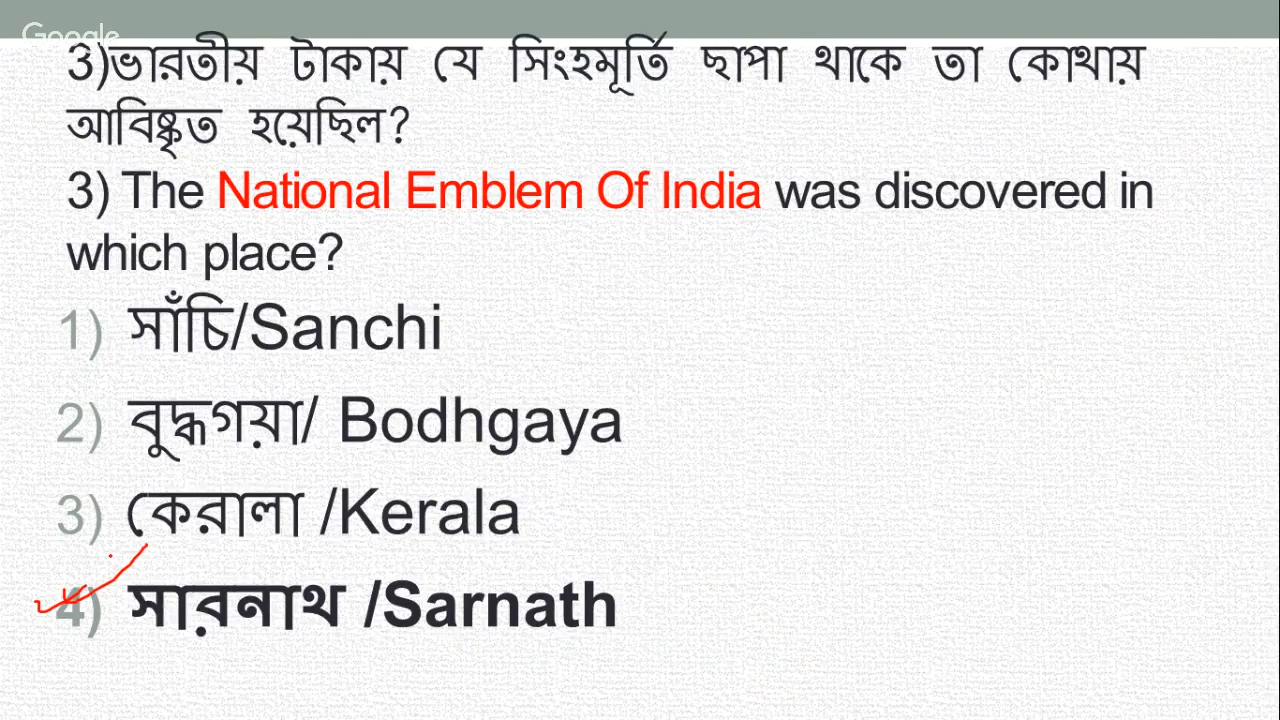 Google
3)ভারতীয় টাকায় যে সিংহমূর্তি ছাপা থাকে তা কোথায়
আবিষ্কৃত হয়েছিল?
3) The National Emblem Of India was discovered in
which place?
1) সাঁচি/Sanchi
2) বুদ্ধগয়া/ Bodhgaya
3) কেরালা /Kerala
4) সারনাথ /Sarnath